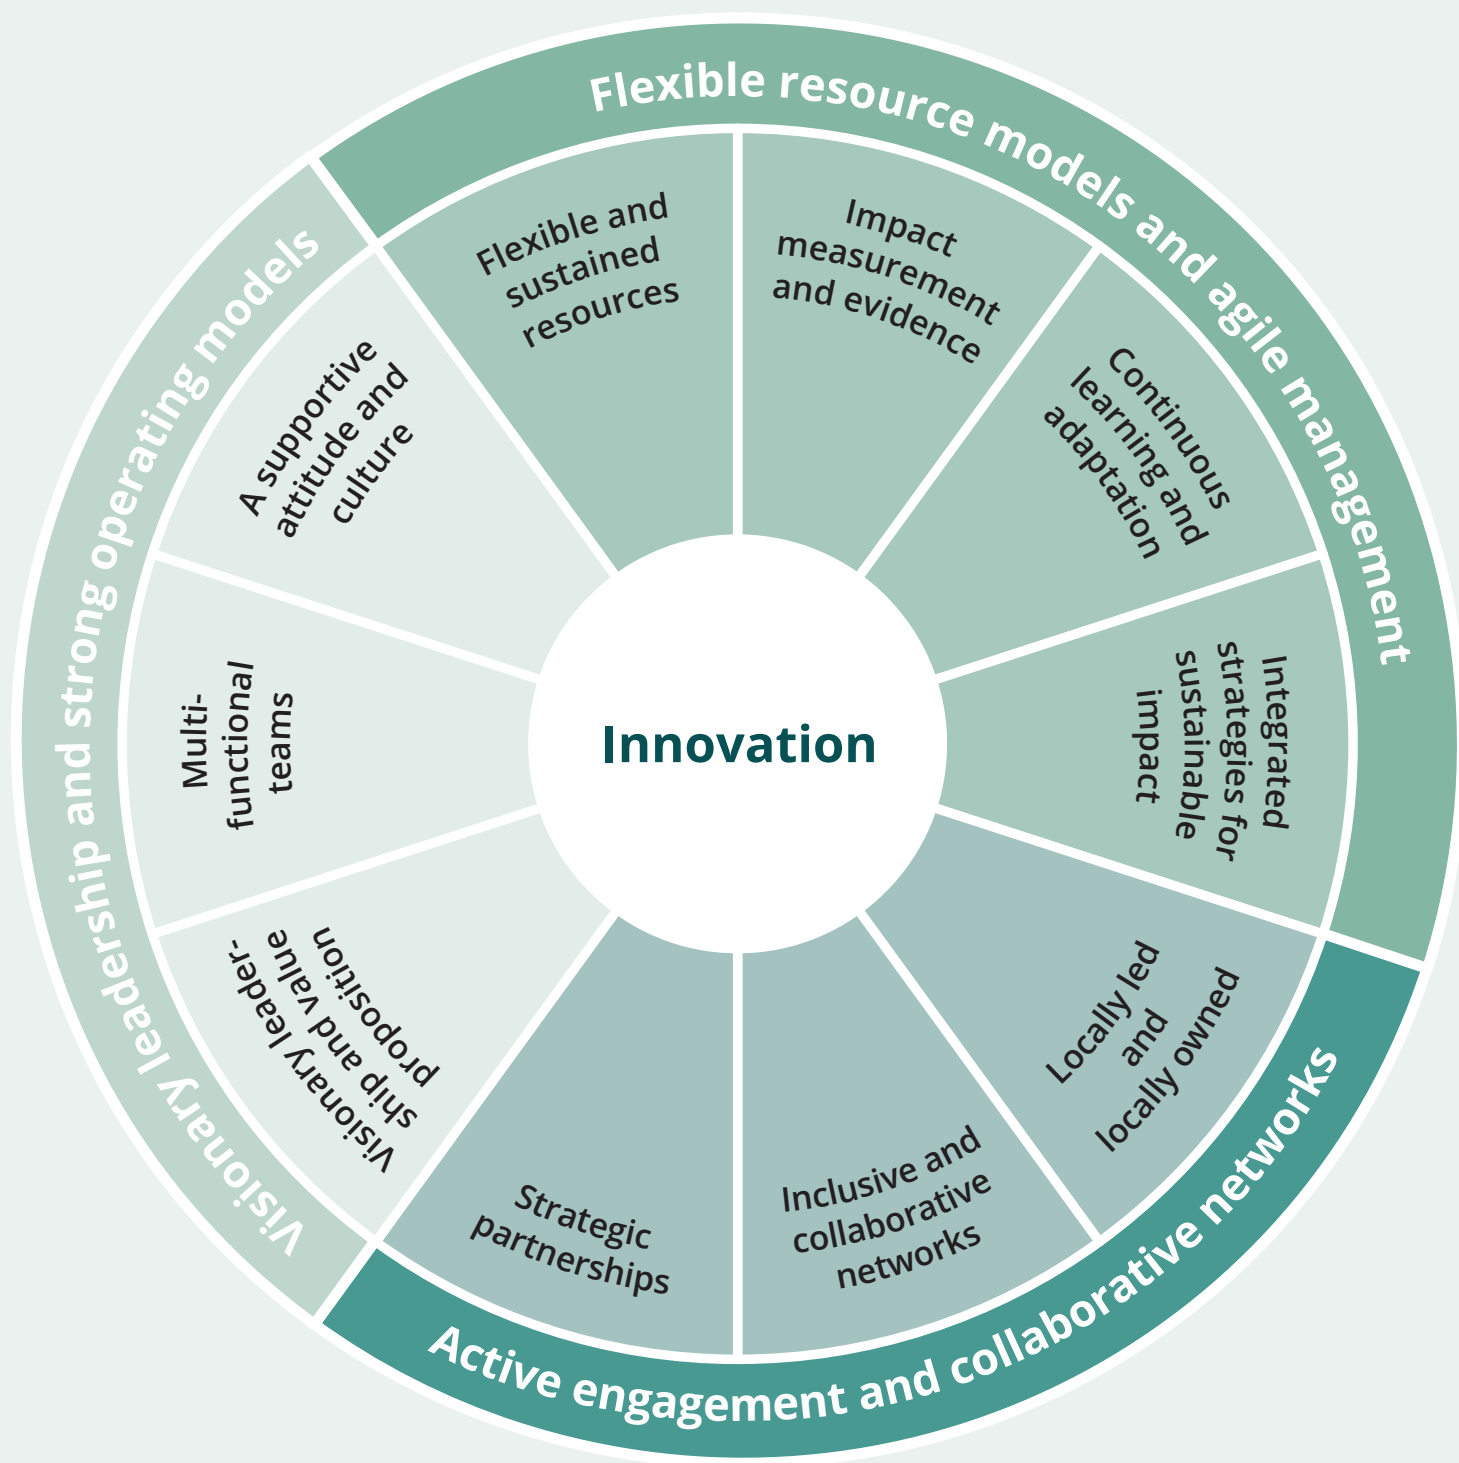 Flexible resource models and agile management
Flexible and
sustained
resources
Impact
measurement
and evidence
Continuous
learning and
adaptation
Integrated
strategies for
sustainable
impact
Active engagement and collaborative networks
Locally led
and
locally owned
Inclusive and
collaborative
networks
Strategic
partnerships
Visionary leadership and strong operating models
Visionary leader-
ship and value
proposition
Multi-
functional
teams
A supportive
attitude and
culture
Innovation